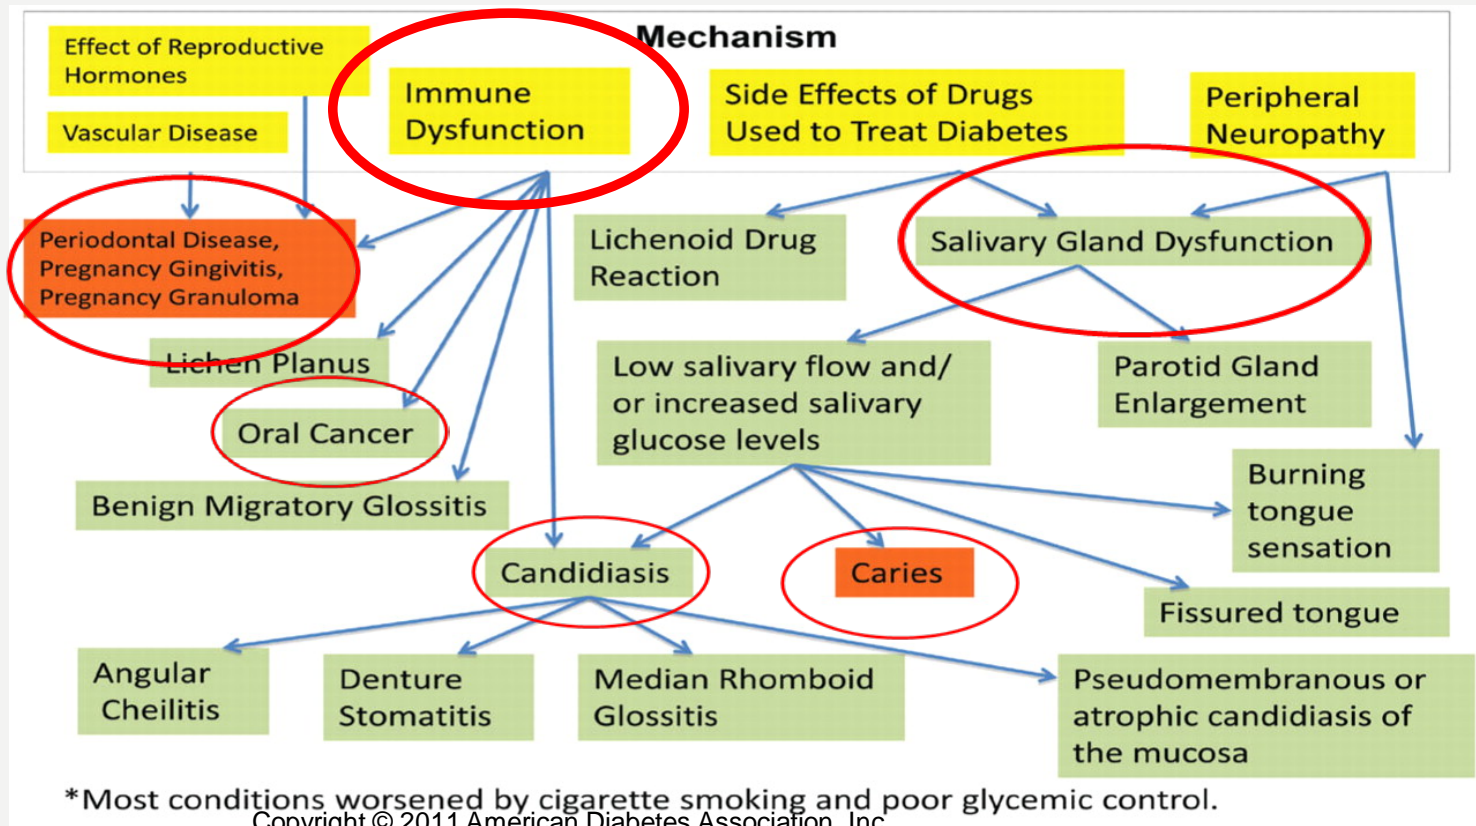 Mechanism
Effect of Reproductive
Hormones
Vascular Disease
Immune
Dysfunction
Side Effects of Drugs
Used to Treat Diabetes
Peripheral
Neuropathy
Periodontal Disease,
Pregnancy Gingivitis,
Pregnancy Granuloma
Lichenoid Drug
Reaction
Salivary Gland Dysfunction
Lichen Planus
Oral Cancer
Benign Migratory Glossitis
Low salivary flow and/
or increased salivary
glucose levels
Parotid Gland
Enlargement
Burning
tongue
sensation
Candidiasis
Caries
Fissured tongue
Angular
Cheilitis
Denture
Stomatitis
Median Rhomboid
Glossitis
Pseudomembranous or
atrophic candidiasis of
the mucosa
*Most conditions worsened by cigarette smoking and poor glycemic control.
Copyright © 2011 American Diabetes Association, Inc